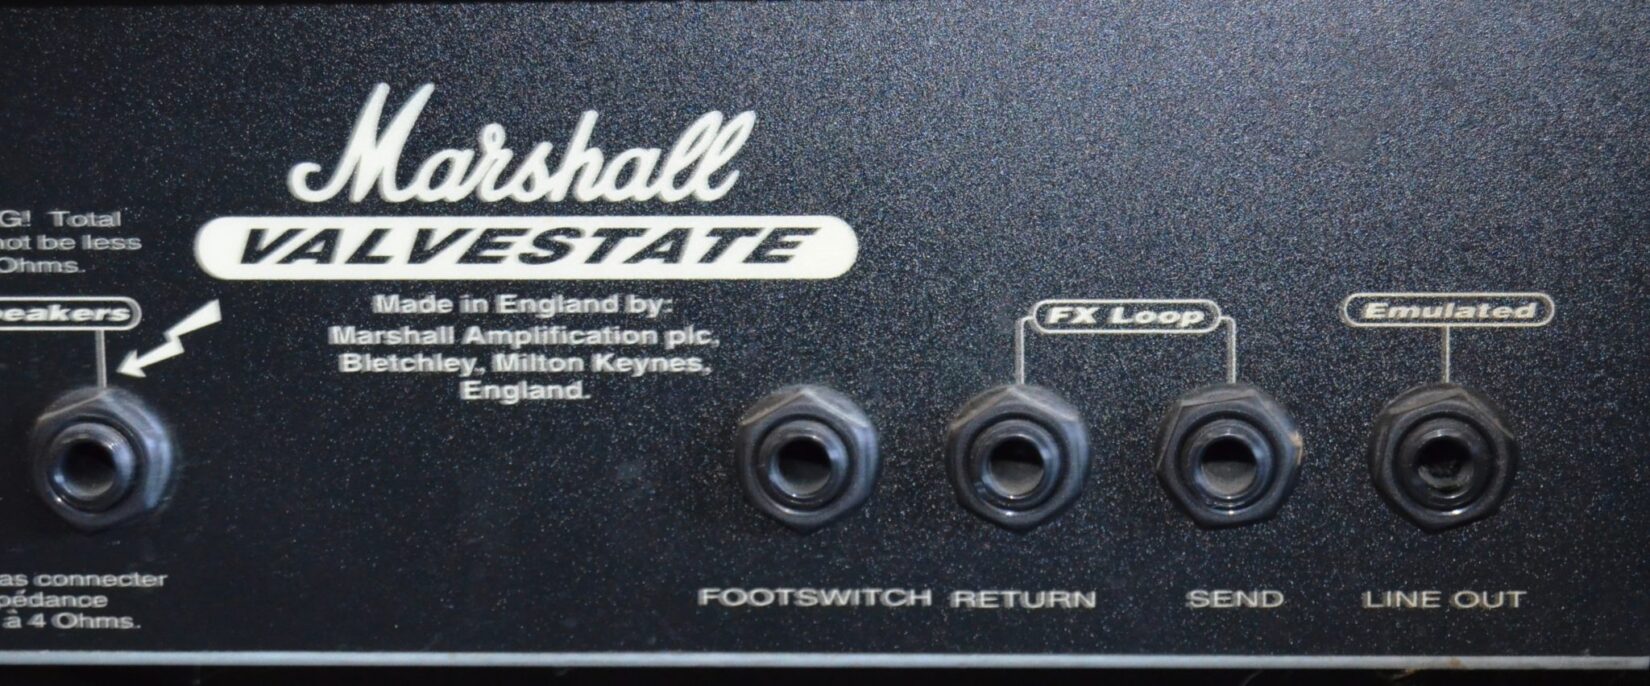 Marshall
VALVESTATE
G! Total
not be less
Ohms.
Speakers
Made in England by:
Marshall Amplification plc,
Bletchley, Milton Keynes,
England.
FX Loop
Emulated
as connecter
pédance
à 4 Ohms.
FOOTSWITCH RETURN SEND LINE OUT